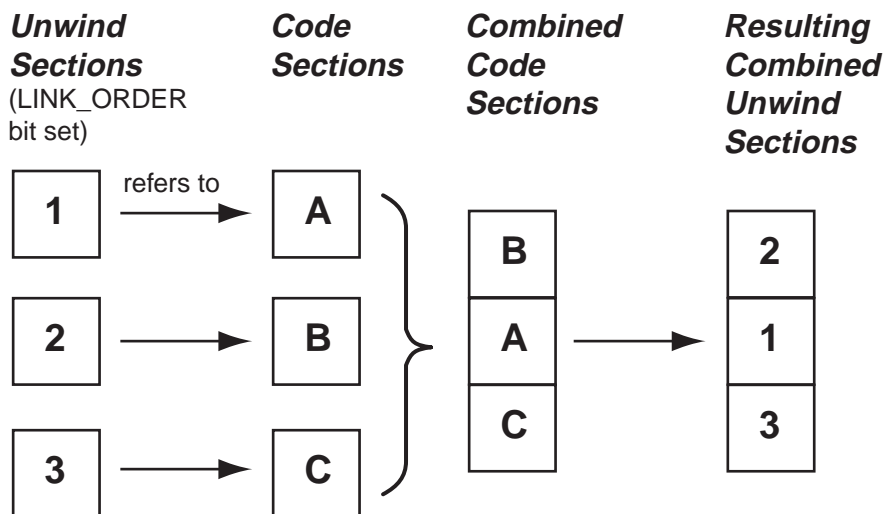 Unwind
Sections
(LINK_ORDER
bit set)
Code
Sections
Combined
Code
Sections
Resulting
Combined
Unwind
Sections
1
refers to
A
2
B
3
C
B
A
C
2
1
3